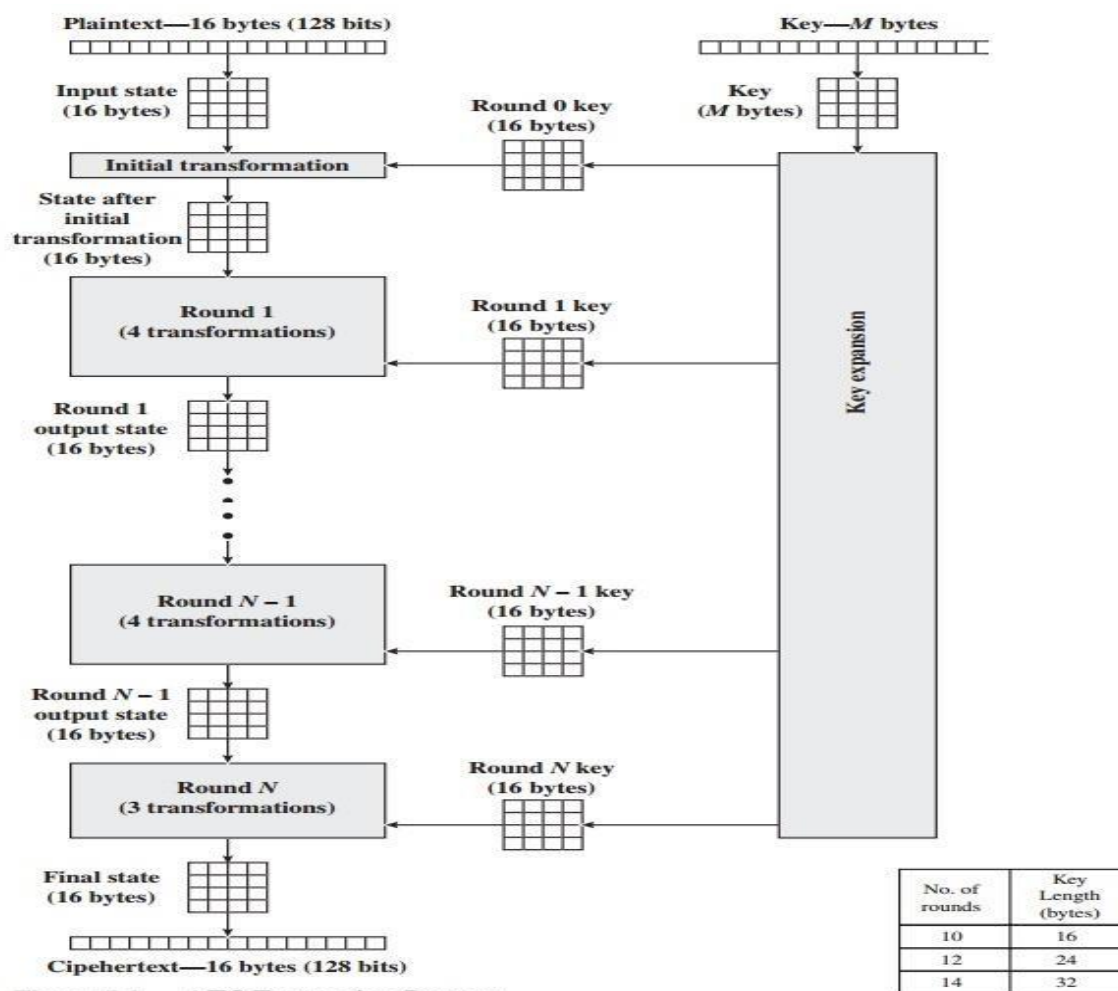 Plaintext—16 bytes (128 bits)
Key—M bytes
Input state
(16 bytes)
Key
(M bytes)
Round 0 key
(16 bytes)
Initial transformation
State after
initial
transformation
(16 bytes)
Round 1
(4 transformations)
Round 1 key
(16 bytes)
Key expansion
Round 1
output state
(16 bytes)
Round N – 1
(4 transformations)
Round N – 1 key
(16 bytes)
Round N – 1
output state
(16 bytes)
Round N
(3 transformations)
Round N key
(16 bytes)
Final state
(16 bytes)
Cipehertext—16 bytes (128 bits)
No. of
rounds
Key
Length
(bytes)
10 16
12 24
14 32